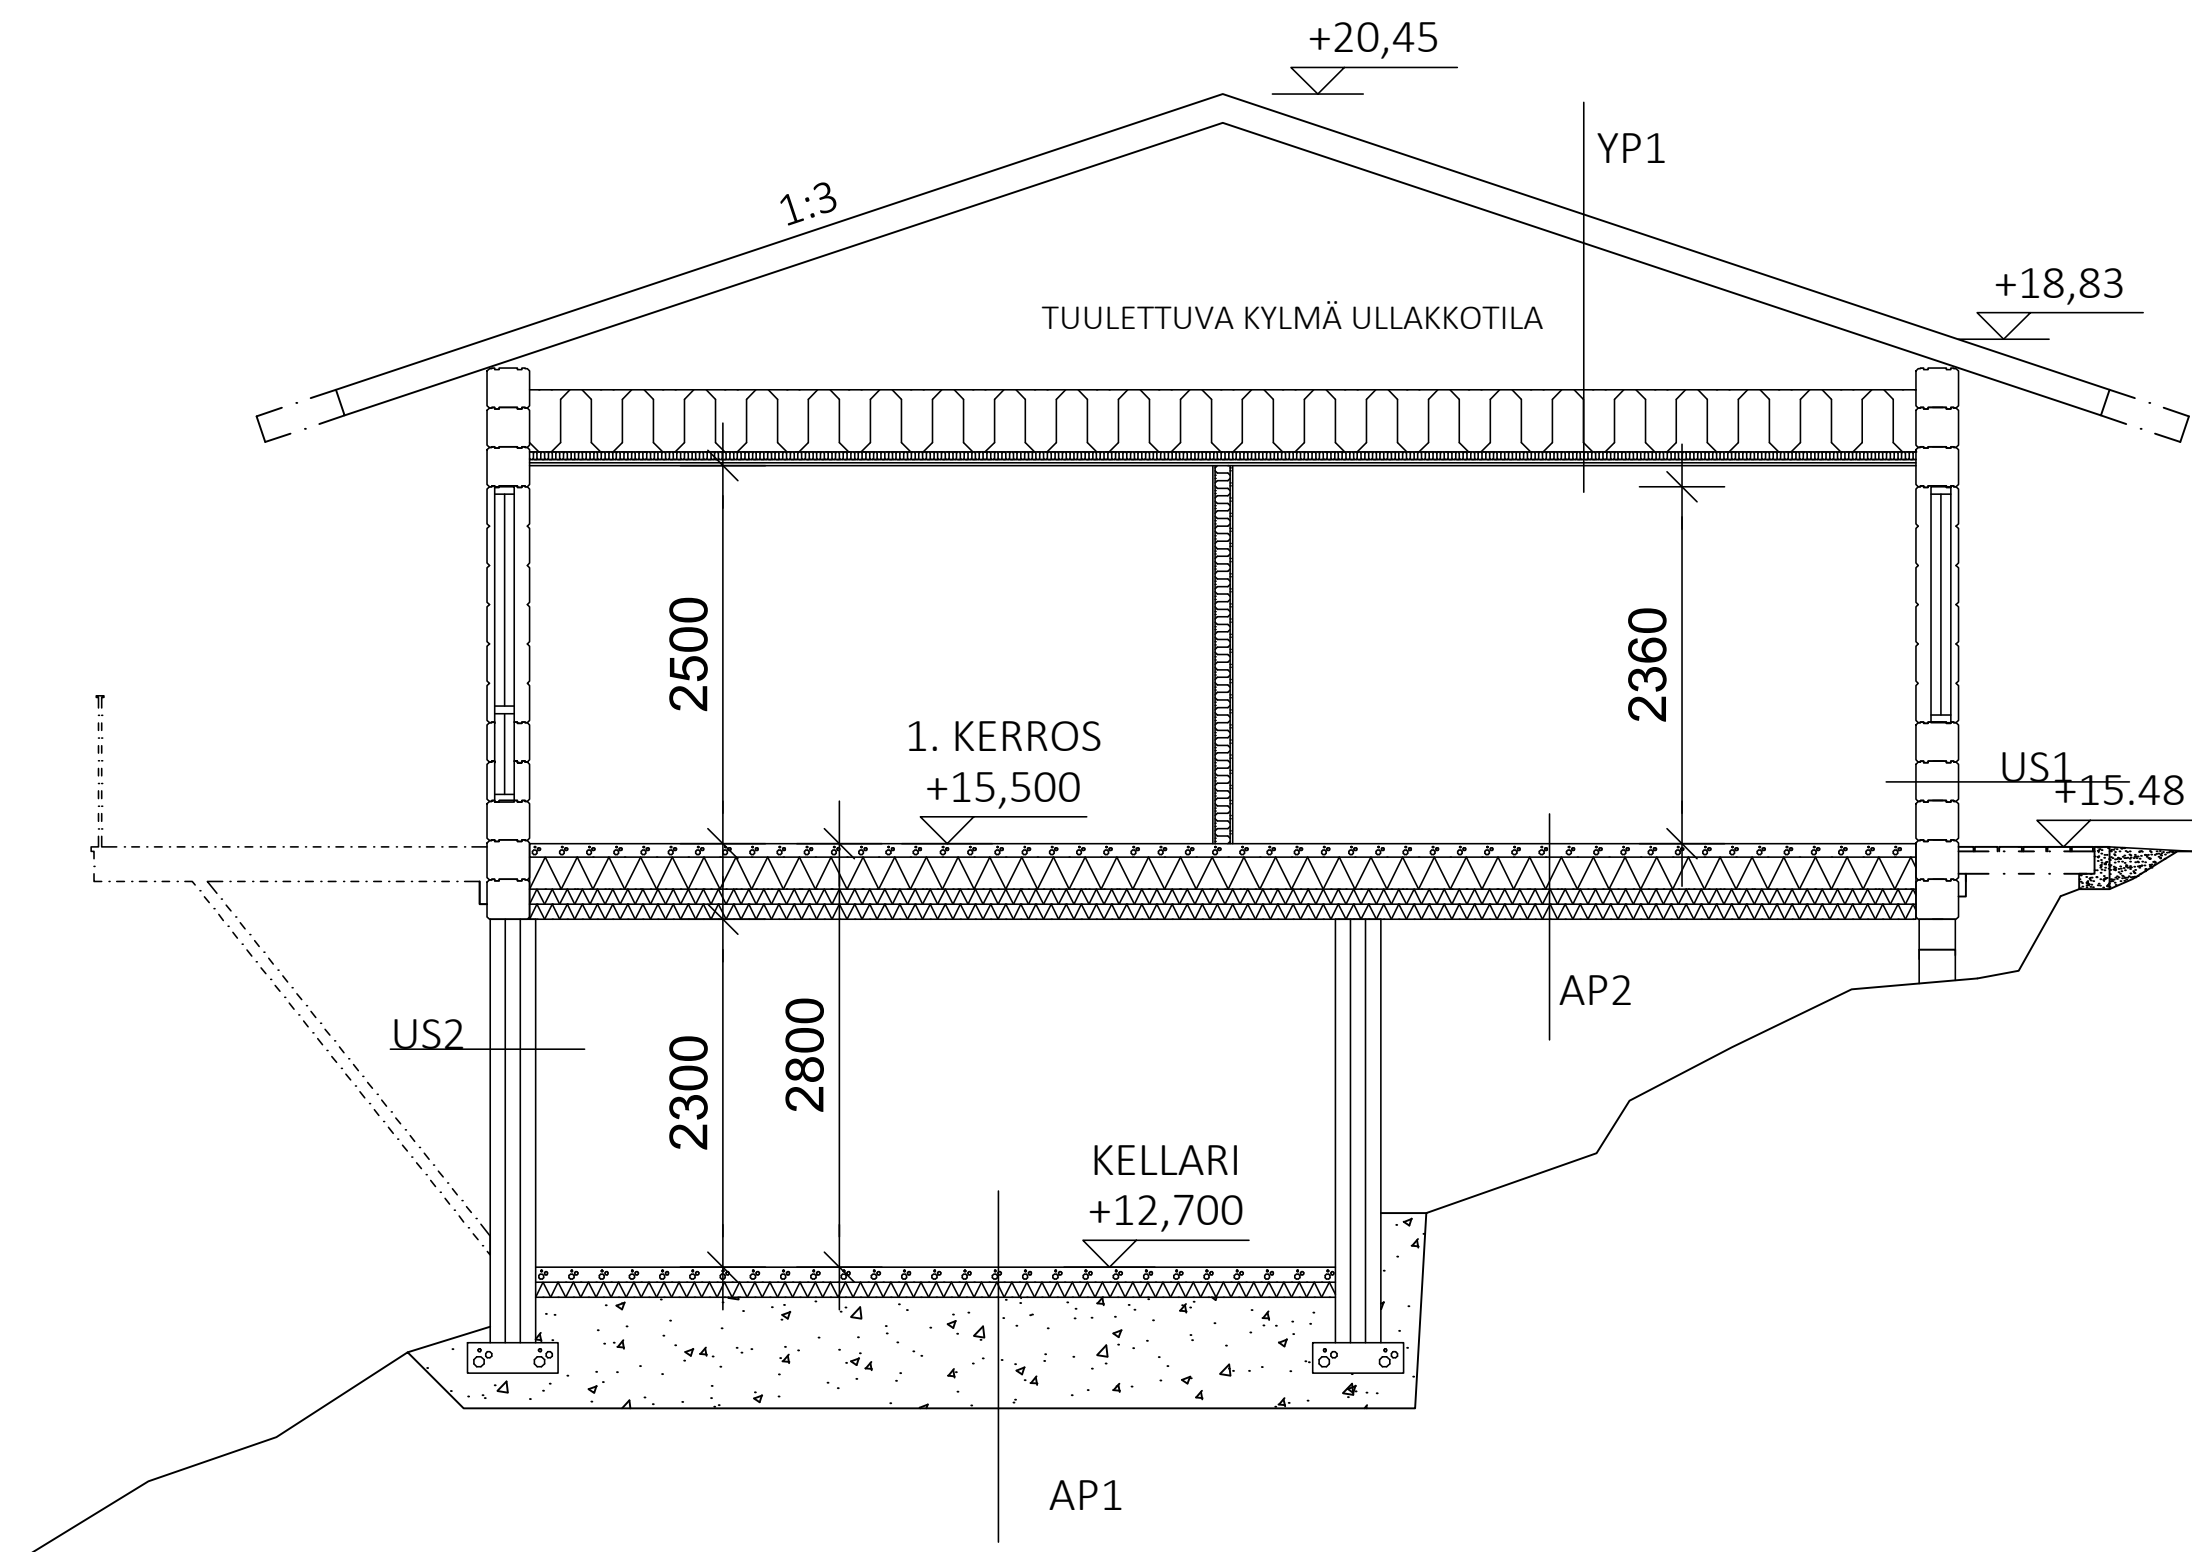 +20,45
YP1
1:3
+18,83
TUULETTUVA KYLMÄ ULLAKKOTILA
2500
2360
1. KERROS
+15,500
US1
+15.48
AP2
US2
2300
2800
KELLARI
+12,700
AP1